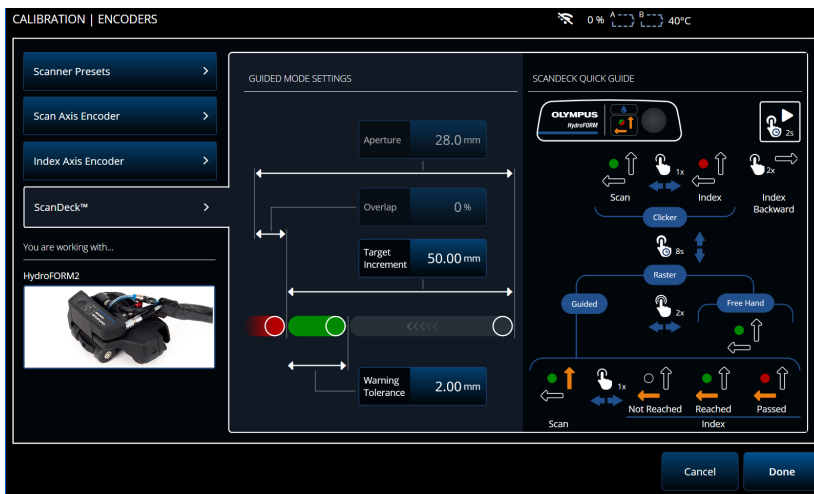 CALIBRATION | ENCODERS
0 % A B 40°C
Scanner Presets
Scan Axis Encoder
Index Axis Encoder
ScanDeck™
You are working with...
HydroFORM2
GUIDED MODE SETTINGS
Aperture 28.0 mm
Overlap 0 %
Target
Increment 50.00 mm
Warning
Tolerance 2.00 mm
SCANDECK QUICK GUIDE
OLYMPUS
HydroFORM
2s
1x
2x
Scan
Index
Index
Backward
Clicker
8s
Raster
Guided
2x
Free Hand
1x
Not Reached
Reached
Passed
Scan
Index
Cancel
Done